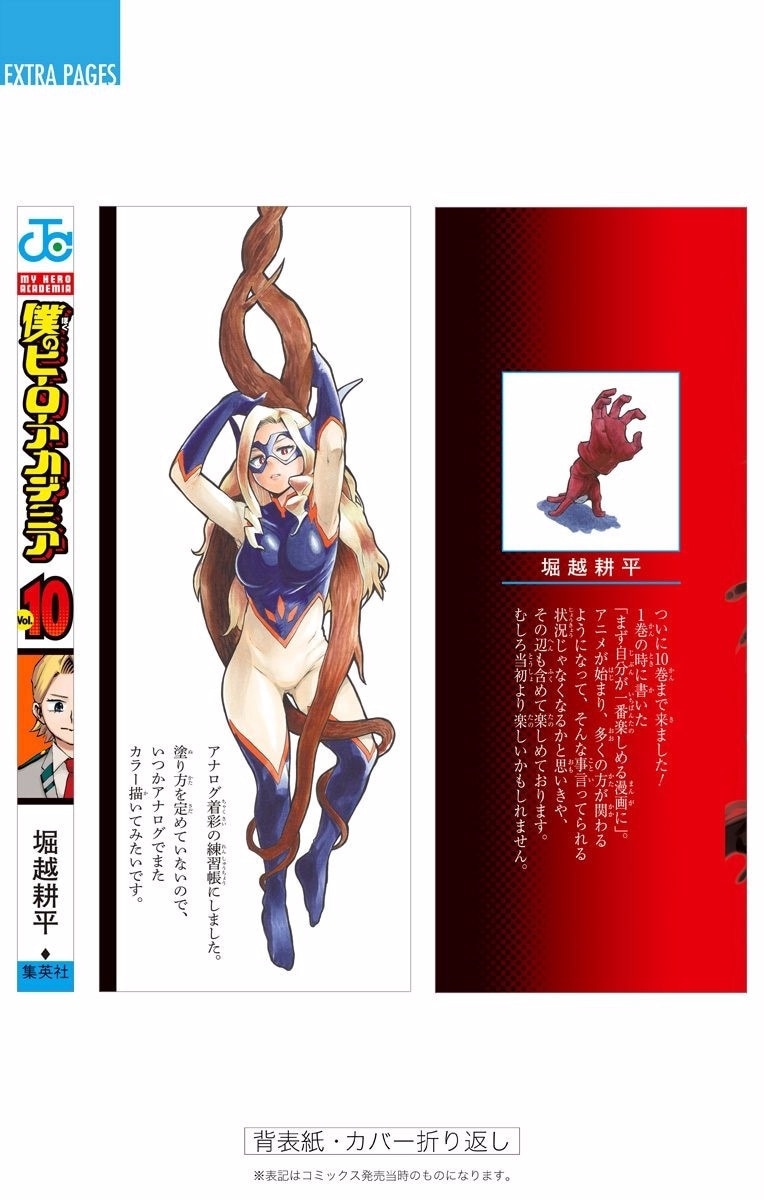 EXTRA PAGES
JC
MY HERO
ACADEMIA
僕のヒーローアカデミア
ぼく
Vol.10
堀越耕平
集英社
アナログ着彩の練習帳にしました。
塗り方を定めていないので、
いつかアナログでまた
カラー描いてみたいです。
堀越耕平
ついに10巻まで来ました！
1巻の時に書いた
「まず自分が一番楽しめる漫画に」。
アニメが始まり、多くの方が関わる
ようになって、そんな事言ってられる
状況じゃなくなるかと思いきや、
その辺も含めて楽しめております。
むしろ当初より楽しいかもしれません。
背表紙・カバー折り返し
※表記はコミックス発売当時のものになります。